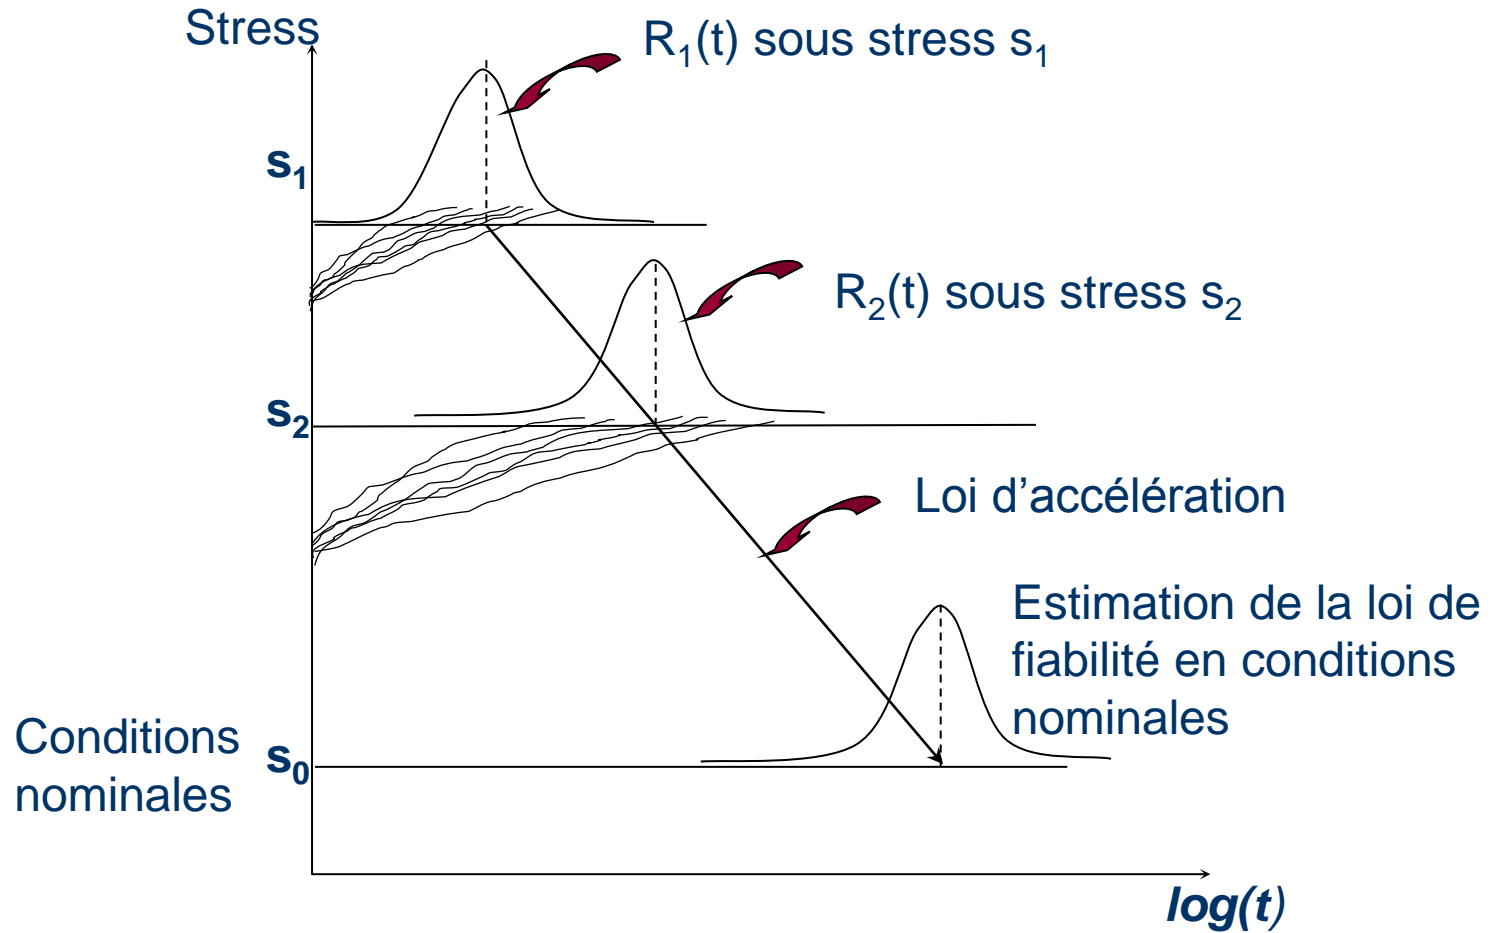 Stress
R₁(t) sous stress s₁
s₁
R₂(t) sous stress s₂
s₂
Loi d’accélération
Estimation de la loi de
fiabilité en conditions
nominales
Conditions
nominales
s₀
log(t)